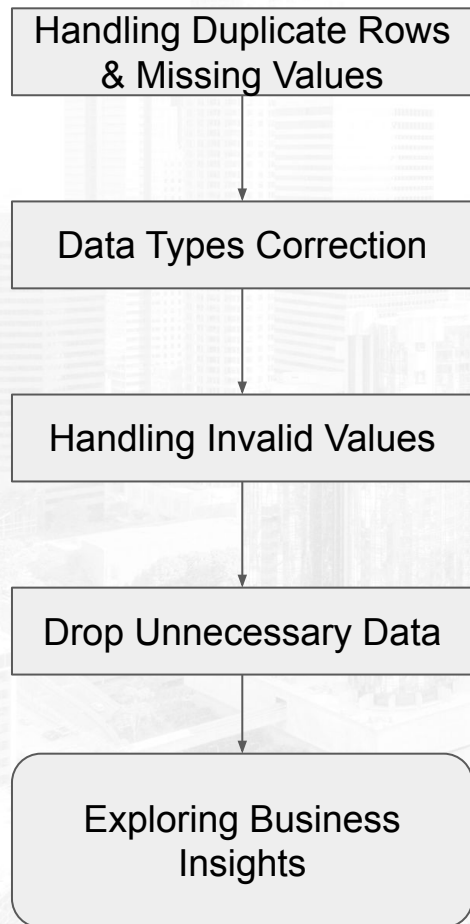 Handling Duplicate Rows
& Missing Values
Data Types Correction
Handling Invalid Values
Drop Unnecessary Data
Exploring Business
Insights